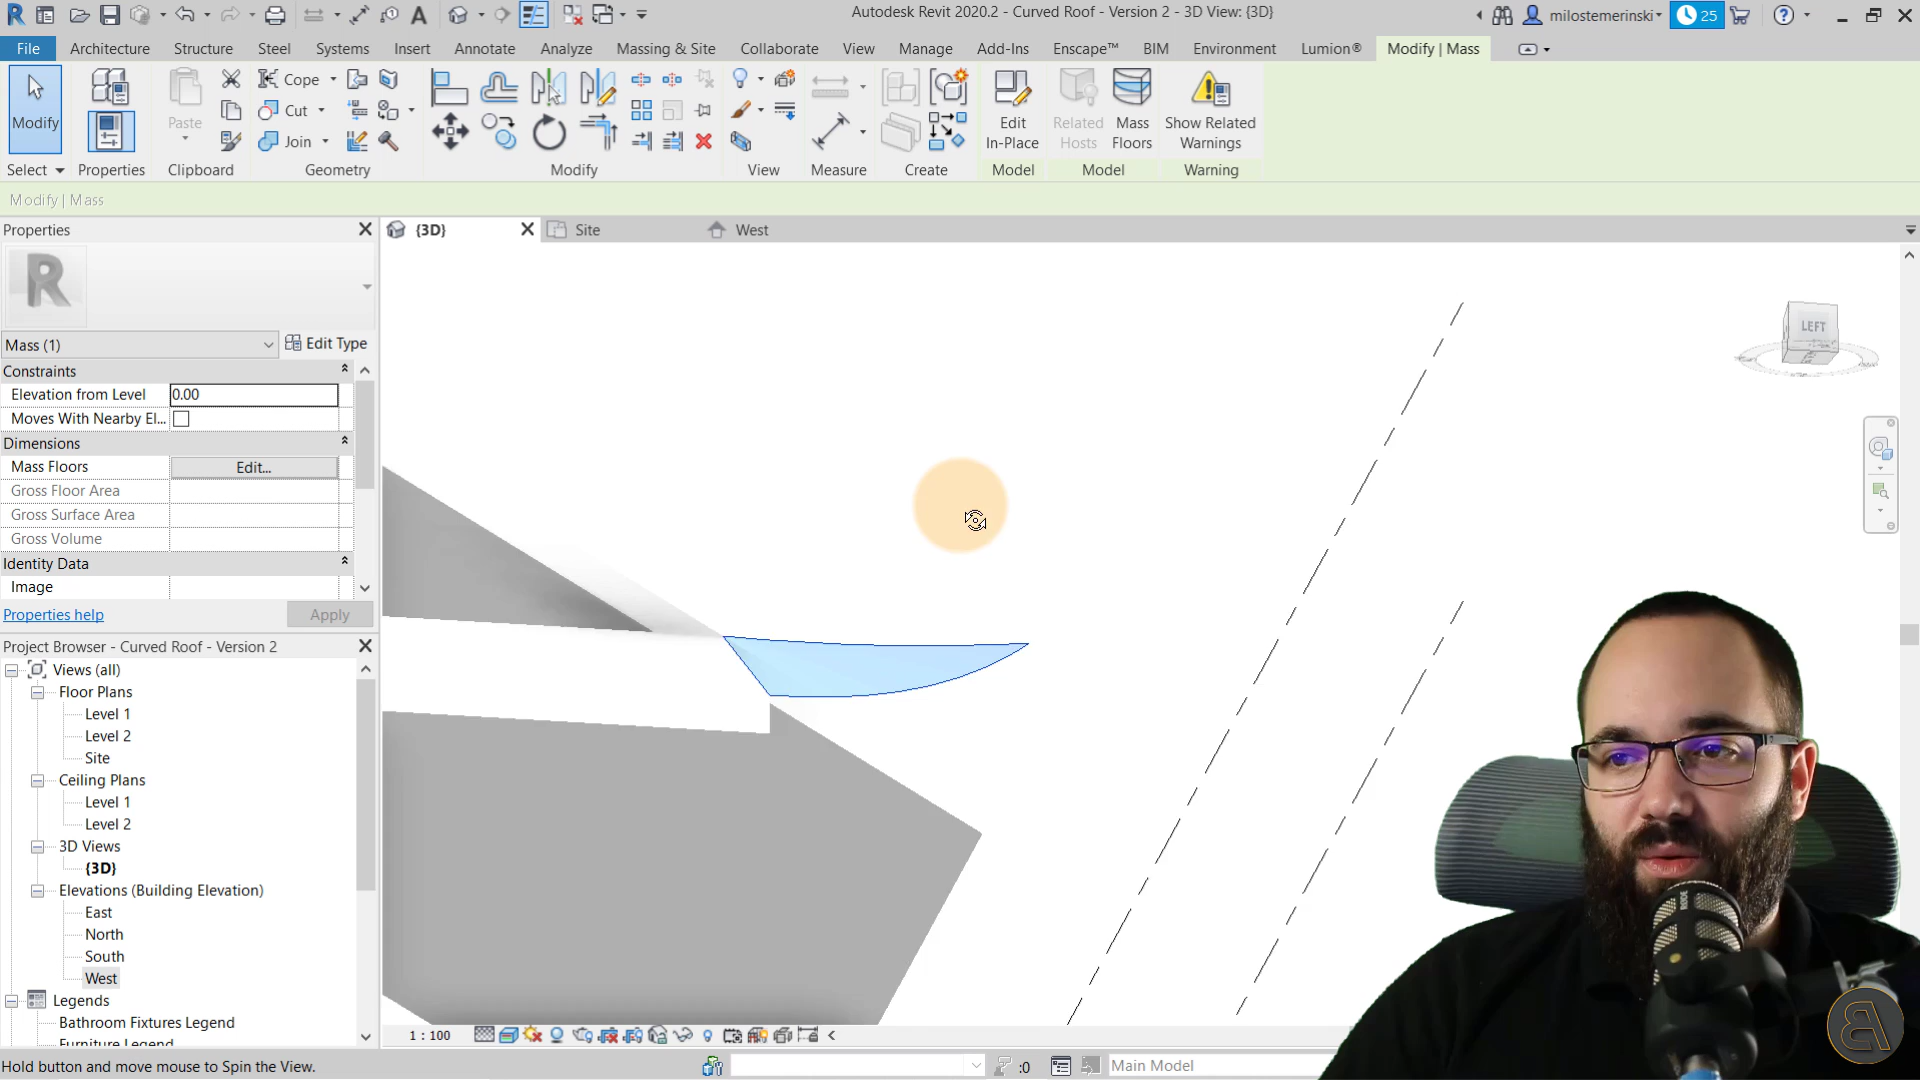 Autodesk Revit 2020.2 - Curved Roof - Version 2 - 3D View: {3D}
milostemerinski
25
File Architecture Structure Steel Systems Insert Annotate Analyze Massing & Site Collaborate View Manage Add-Ins Enscape™ BIM Environment Lumion® Modify | Mass
Modify
Paste
Cope
Cut
Join
Edit In-Place
Related Hosts
Mass Floors
Show Related Warnings
Select Properties Clipboard Geometry Modify View Measure Create Model Model Warning
Modify | Mass
Properties
{3D}
Site
West
R
Mass (1)
Edit Type
Constraints
Elevation from Level 0.00
Moves With Nearby El...
Dimensions
Mass Floors Edit...
Gross Floor Area
Gross Surface Area
Gross Volume
Identity Data
Image
Properties help
Apply
LEFT
Project Browser - Curved Roof - Version 2
Views (all)
Floor Plans
Level 1
Level 2
Site
Ceiling Plans
Level 1
Level 2
3D Views
{3D}
Elevations (Building Elevation)
East
North
South
West
Legends
Bathroom Fixtures Legend
Furniture Legend
1 : 100
Hold button and move mouse to Spin the View.
:0
Main Model
RODE
B